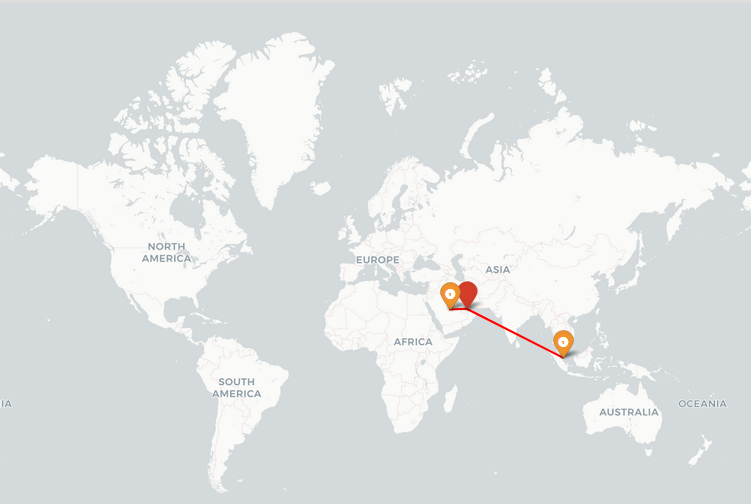 NORTH
AMERICA
EUROPE
ASIA
AFRICA
SOUTH
AMERICA
IA
AUSTRALIA
OCEANIA